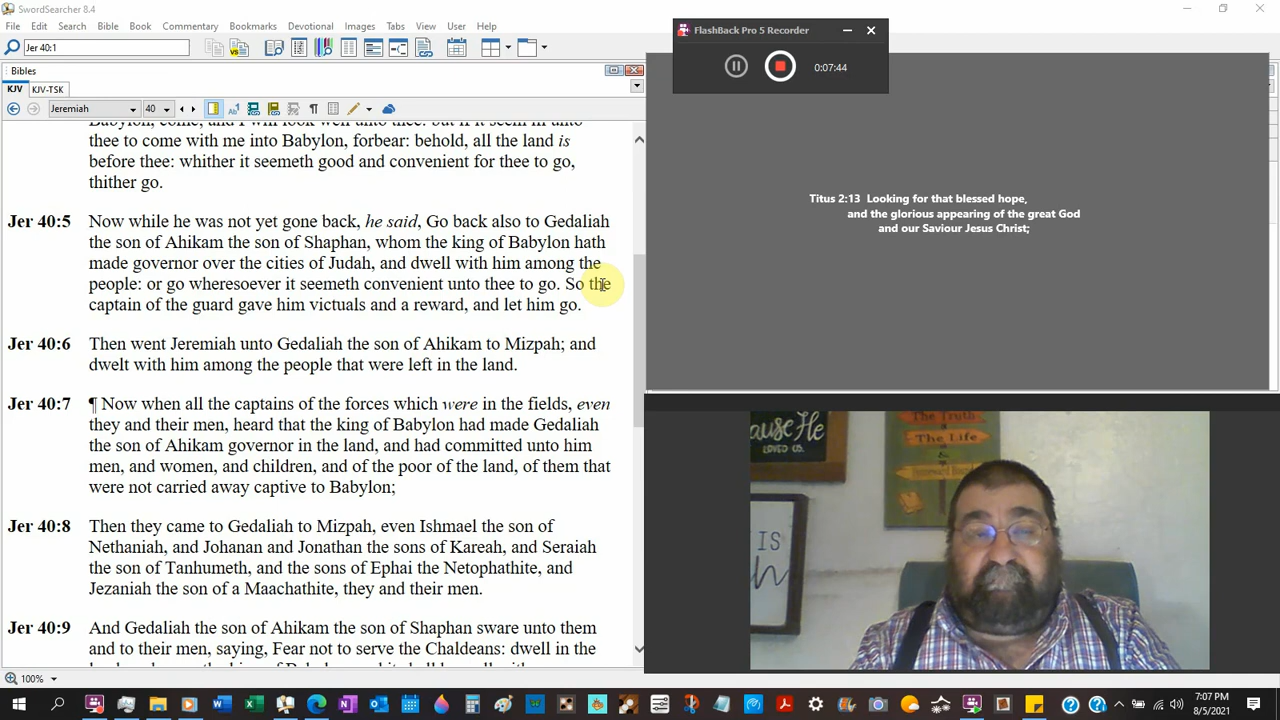 SwordSearcher 8.4
File Edit Search Bible Book Commentary Devotional Images View User Help
Jer 40:1
Bibles
KJV KJV-TSK
Jeremiah 40
thee to come with me into Babylon, forbear: behold, all the land is
before thee: whither it seemeth good and convenient for thee to go,
thither go.
Jer 40:5 Now while he was not yet gone back, he said, Go back also to Gedaliah
the son of Ahikam the son of Shaphan, whom the king of Babylon hath
made governor over the cities of Judah, and dwell with him among the
people: or go wheresoever it seemeth convenient unto thee to go. So the
captain of the guard gave him victuals and a reward, and let him go.
Jer 40:6 Then went Jeremiah unto Gedaliah the son of Ahikam to Mizpah; and
dwelt with him among the people that were left in the land.
Jer 40:7 ¶ Now when all the captains of the forces which were in the fields, even
they and their men, heard that the king of Babylon had made Gedaliah
the son of Ahikam governor in the land, and had committed unto him
men, and women, and children, and of the poor of the land, of them that
were not carried away captive to Babylon;
Jer 40:8 Then they came to Gedaliah to Mizpah, even Ishmael the son of
Nethaniah, and Johanan and Jonathan the sons of Kareah, and Seraiah
the son of Tanhumeth, and the sons of Ephai the Netophathite, and
Jezaniah the son of a Maachathite, they and their men.
Jer 40:9 And Gedaliah the son of Ahikam the son of Shaphan sware unto them
and to their men, saying, Fear not to serve the Chaldeans: dwell in the
100%
FlashBack Pro 5 Recorder
0:07:44
Titus 2:13 Looking for that blessed hope,
and the glorious appearing of the great God
and our Saviour Jesus Christ;
He
LOVED US.
The Truth
The Life
IS
7:07 PM
8/5/2021